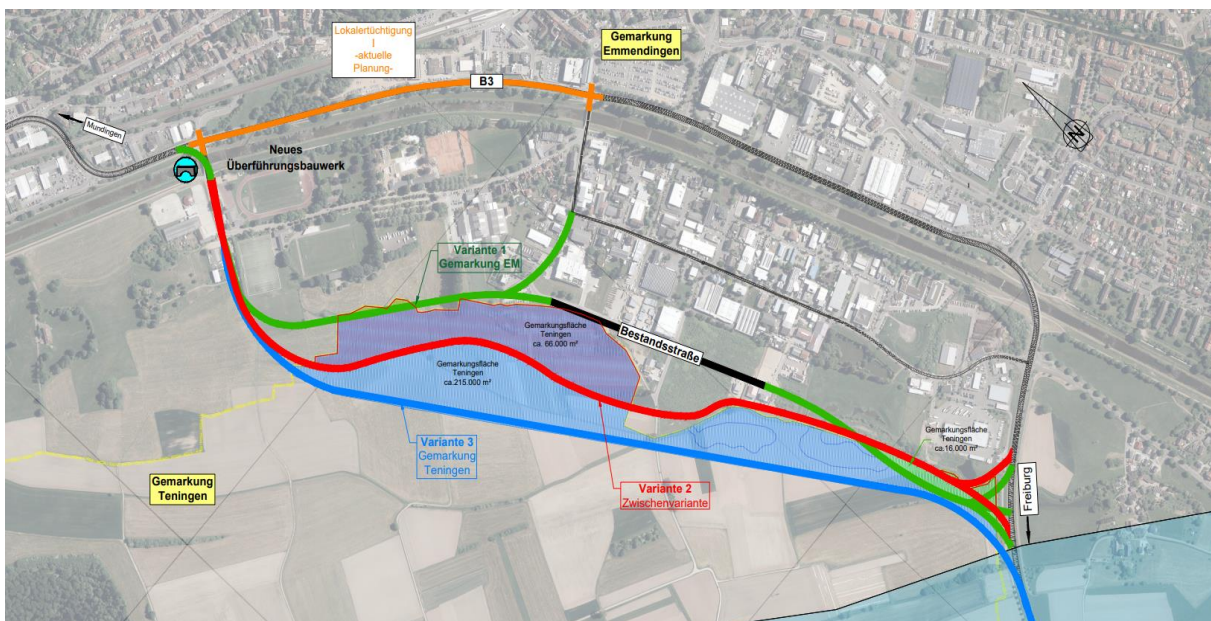 Lokalertüchtigung
I
-aktuelle
Planung-
Gemarkung
Emmendingen
B3
Mundingen
Neues
Überführungsbauwerk
N
Variante 1
Gemarkung EM
Gemarkungsfläche
Teningen
ca. 66.000 m²
Bestandsstraße
Gemarkungsfläche
Teningen
ca.215.000 m²
Gemarkungsfläche
Teningen
ca.16.000 m²
Variante 3
Gemarkung
Teningen
Gemarkung
Teningen
Variante 2
Zwischenvariante
Freiburg